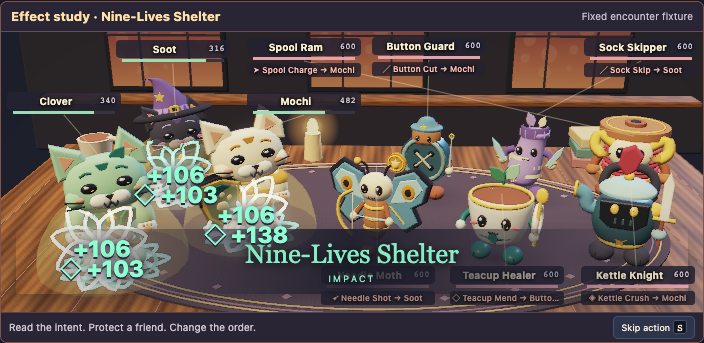 Effect study · Nine-Lives Shelter
Fixed encounter fixture
Soot 316
Spool Ram 600
➤ Spool Charge → Mochi
Button Guard 600
⟋ Button Cut → Mochi
Sock Skipper 600
⟋ Sock Skip → Soot
Clover 340
Mochi 482
+106
◇ +103
+106
◇ +138
+106
◇ +103
Nine-Lives Shelter
IMPACT
Moth 600
✔ Needle Shot → Soot
Teacup Healer 600
◇ Teacup Mend → Butto...
Kettle Knight 600
◈ Kettle Crush → Mochi
Read the intent. Protect a friend. Change the order.
Skip action S